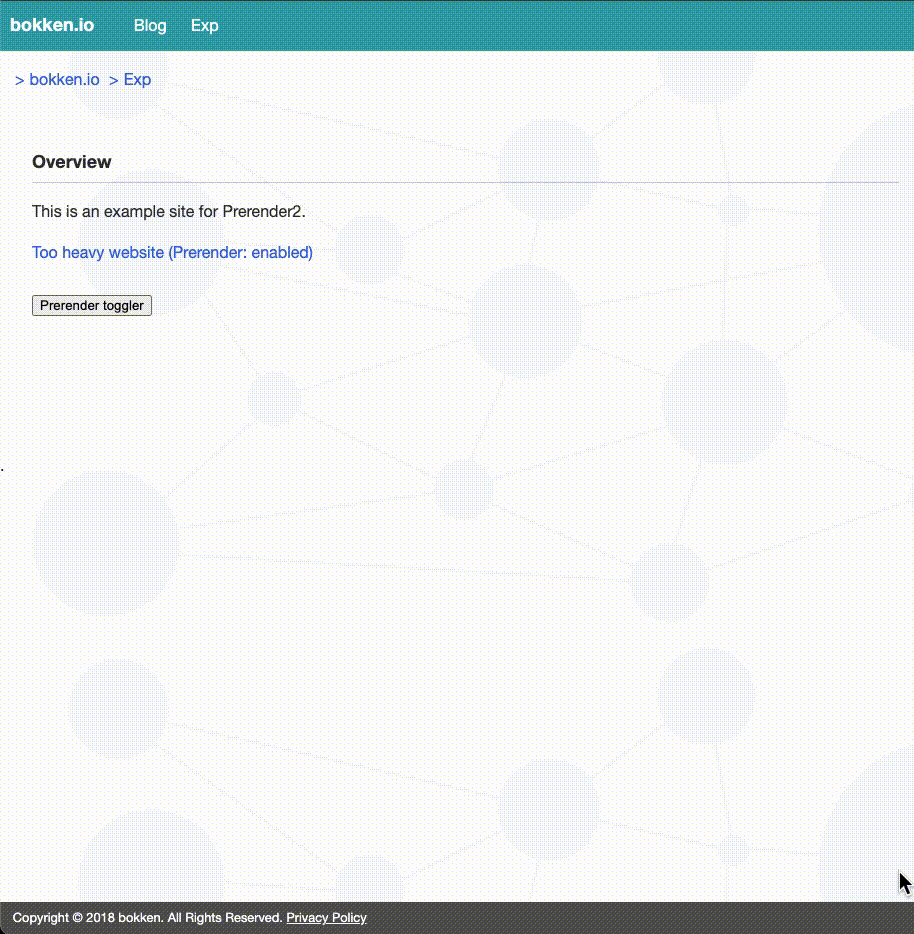 bokken.io Blog Exp
> bokken.io > Exp
Overview
This is an example site for Prerender2.
Too heavy website (Prerender: enabled)
Prerender toggler
.
Copyright © 2018 bokken. All Rights Reserved. Privacy Policy